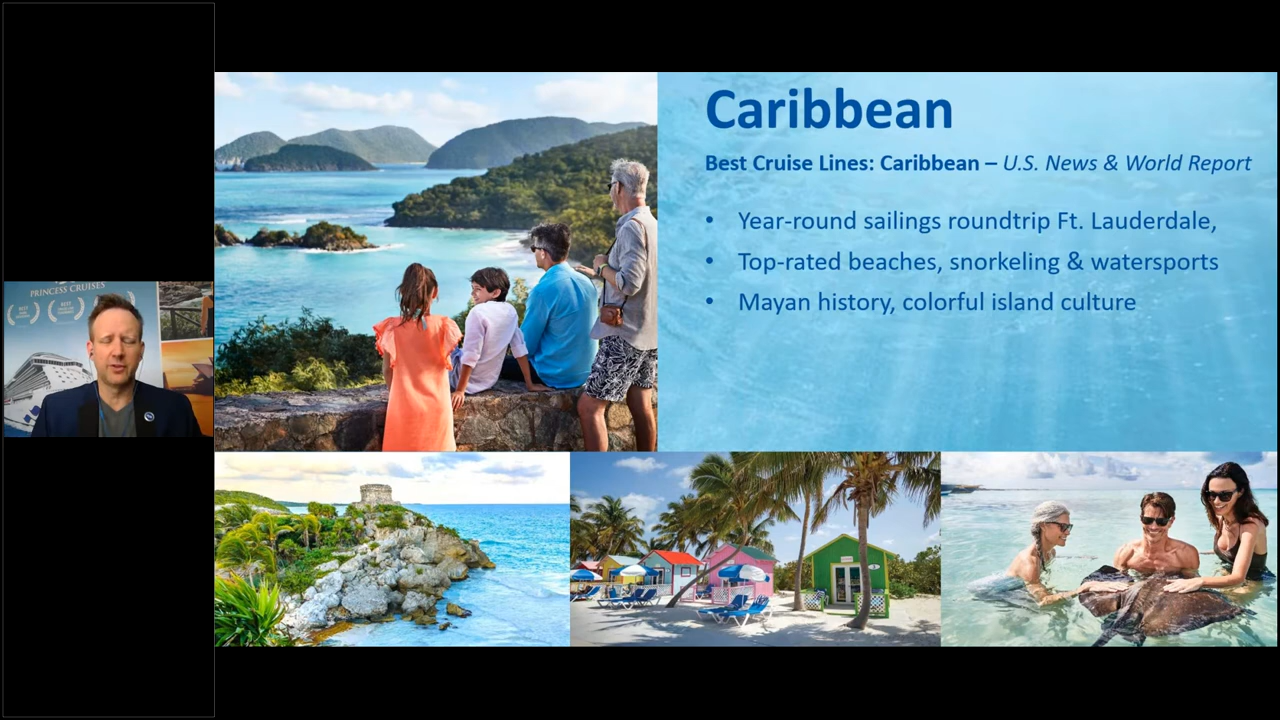 Caribbean
Best Cruise Lines: Caribbean – U.S. News & World Report
• Year-round sailings roundtrip Ft. Lauderdale,
• Top-rated beaches, snorkeling & watersports
• Mayan history, colorful island culture
PRINCESS CRUISES